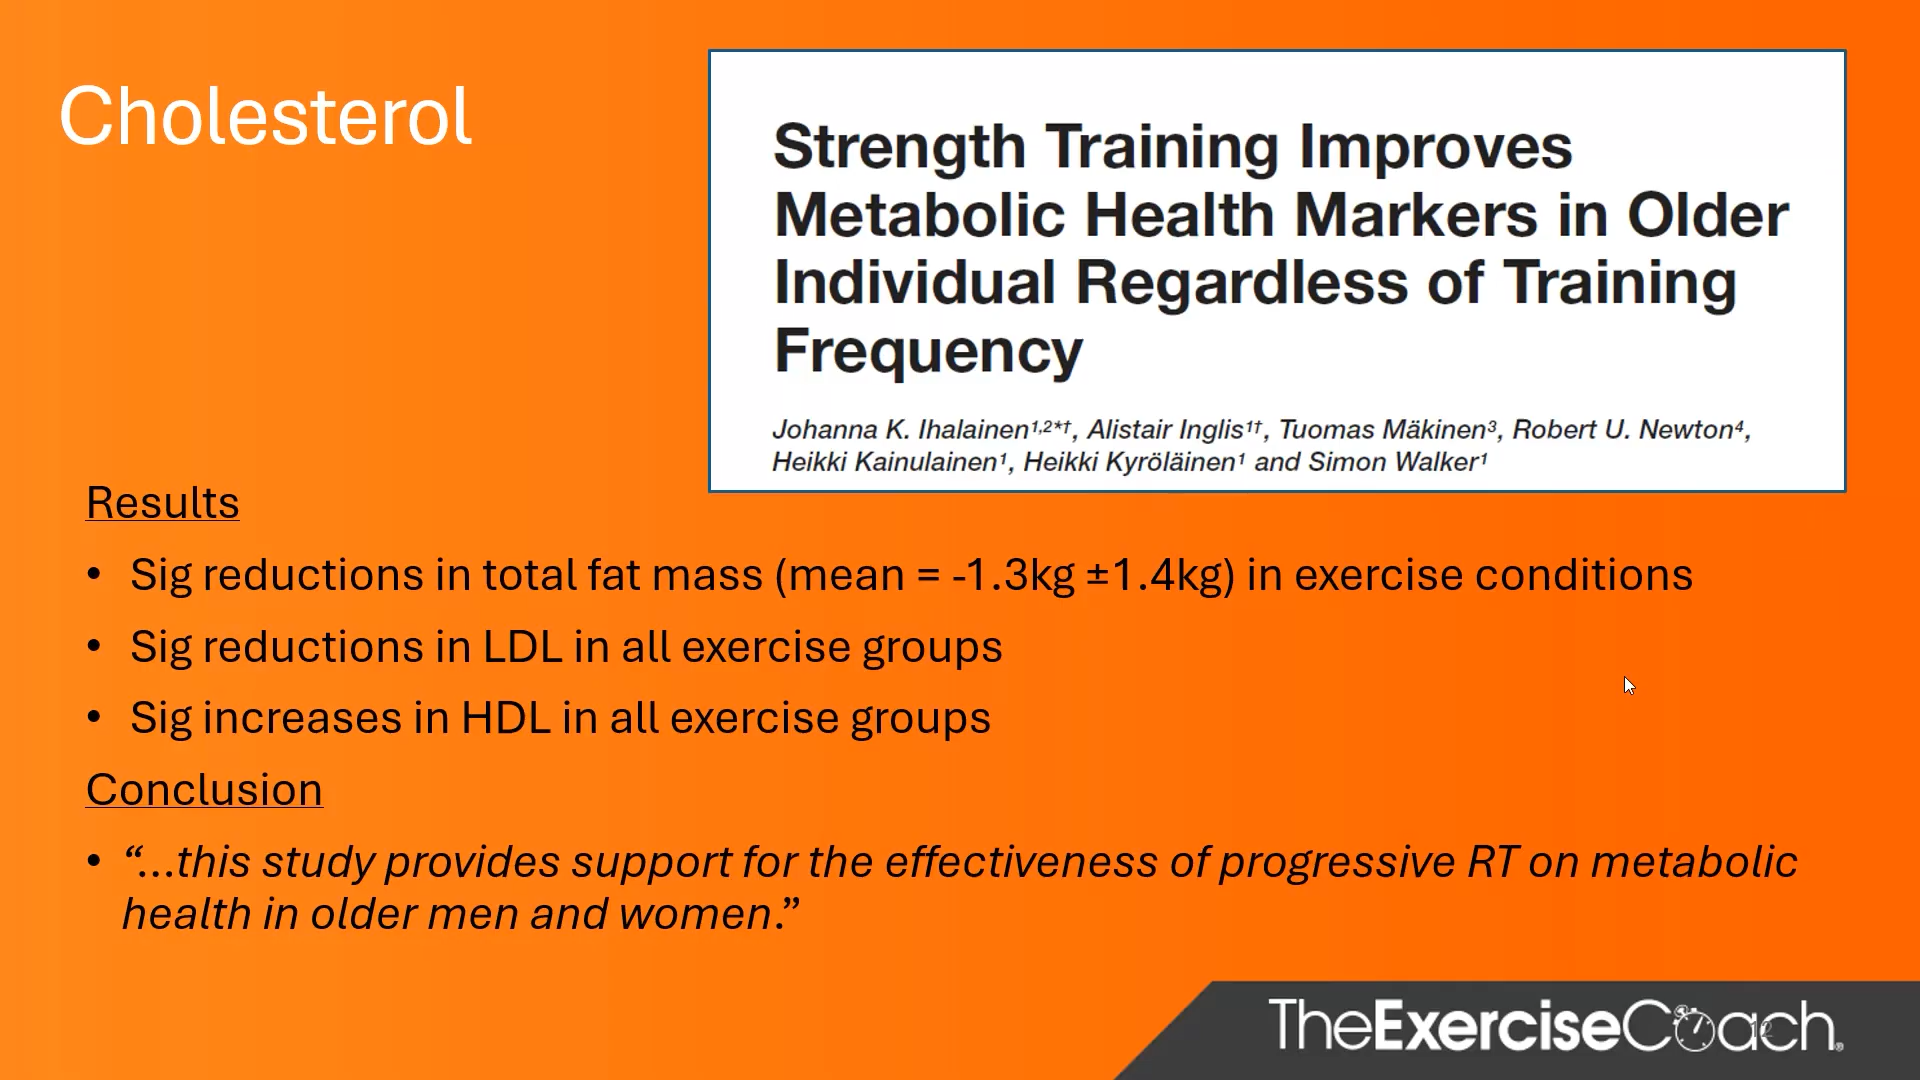 Cholesterol
Strength Training Improves
Metabolic Health Markers in Older
Individual Regardless of Training
Frequency
Johanna K. Ihalainen¹,²*†, Alistair Inglis¹†, Tuomas Mäkinen³, Robert U. Newton⁴,
Heikki Kainulainen¹, Heikki Kyröläinen¹ and Simon Walker¹
Results
• Sig reductions in total fat mass (mean = -1.3kg ±1.4kg) in exercise conditions
• Sig reductions in LDL in all exercise groups
• Sig increases in HDL in all exercise groups
Conclusion
• “…this study provides support for the effectiveness of progressive RT on metabolic
health in older men and women.”
TheExerciseCoach®
12